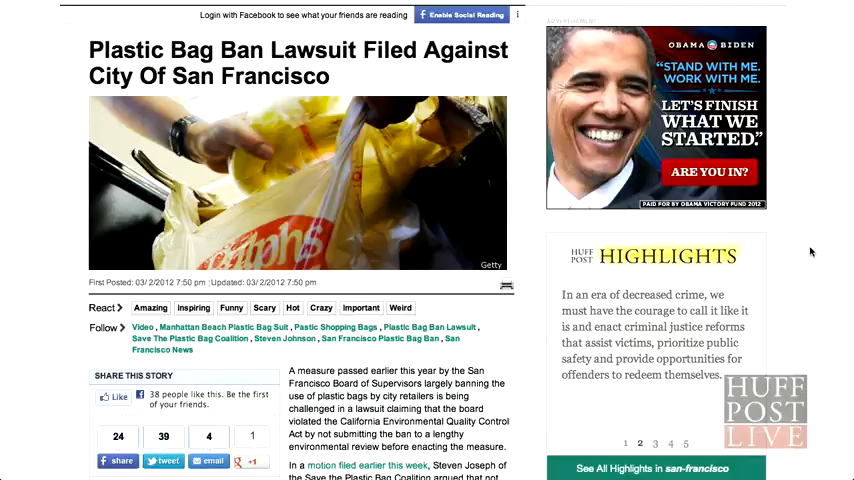 Login with Facebook to see what your friends are reading
f Enable Social Reading
ADVERTISEMENT
Plastic Bag Ban Lawsuit Filed Against
City Of San Francisco
Ralphs
Getty
First Posted: 03/ 2/2012 7:50 pm | Updated: 03/ 2/2012 7:50 pm
React
Amazing
Inspiring
Funny
Scary
Hot
Crazy
Important
Weird
Follow
Video , Manhattan Beach Plastic Bag Suit , Pastic Shopping Bags , Plastic Bag Ban Lawsuit ,
Save The Plastic Bag Coalition , Steven Johnson , San Francisco Plastic Bag Ban , San
Francisco News
SHARE THIS STORY
Like
f 38 people like this. Be the first
of your friends.
24 39 4 1
f share
tweet
email
g +1
A measure passed earlier this year by the San
Francisco Board of Supervisors largely banning the
use of plastic bags by city retailers is being
challenged in a lawsuit claiming that the board
violated the California Environmental Quality Control
Act by not submitting the ban to a lengthy
environmental review before enacting the measure.
In a motion filed earlier this week, Steven Joseph of
the Save the Plastic Bag Coalition argued that not
OBAMA BIDEN
“STAND WITH ME.
WORK WITH ME.
LET'S FINISH
WHAT WE
STARTED.”
ARE YOU IN?
PAID FOR BY OBAMA VICTORY FUND 2012
HUFF
POST
HIGHLIGHTS
In an era of decreased crime, we
must have the courage to call it like it
is and enact criminal justice reforms
that assist victims, prioritize public
safety and provide opportunities for
offenders to redeem themselves.
1 2 3 4 5
See All Highlights in san-francisco
HUFF
POST
LIVE